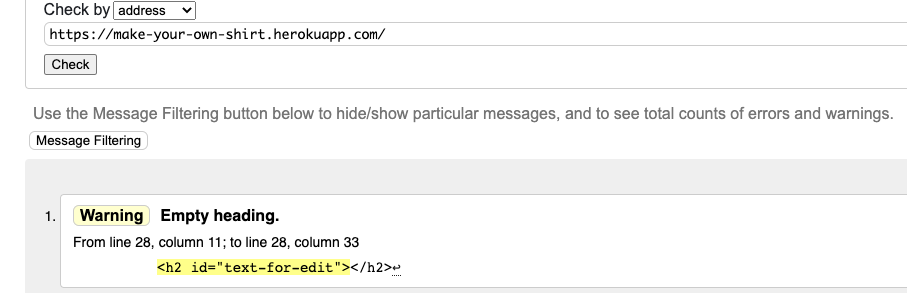 Check by address
https://make-your-own-shirt.herokuapp.com/
Check
Use the Message Filtering button below to hide/show particular messages, and to see total counts of errors and warnings.
Message Filtering
1. Warning Empty heading.
From line 28, column 11; to line 28, column 33
<h2 id="text-for-edit"></h2>↩